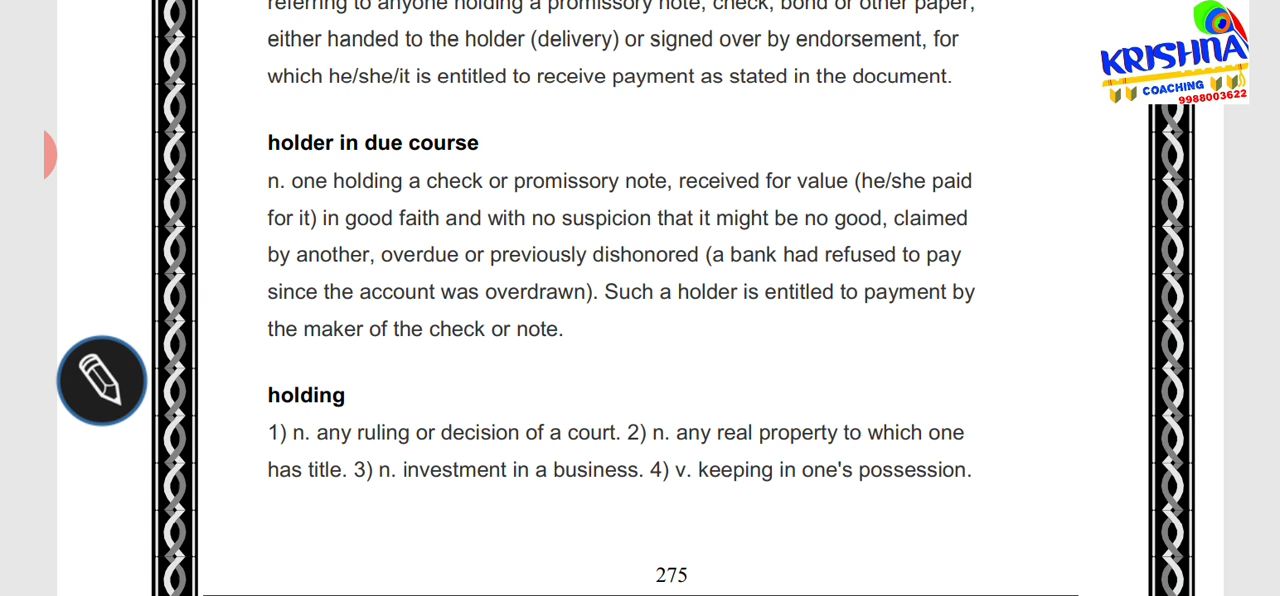 referring to anyone holding a promissory note, check, bond or other paper,
either handed to the holder (delivery) or signed over by endorsement, for
which he/she/it is entitled to receive payment as stated in the document.
KRISHNA
COACHING
9988003622
holder in due course
n. one holding a check or promissory note, received for value (he/she paid
for it) in good faith and with no suspicion that it might be no good, claimed
by another, overdue or previously dishonored (a bank had refused to pay
since the account was overdrawn). Such a holder is entitled to payment by
the maker of the check or note.
holding
1) n. any ruling or decision of a court. 2) n. any real property to which one
has title. 3) n. investment in a business. 4) v. keeping in one's possession.
275